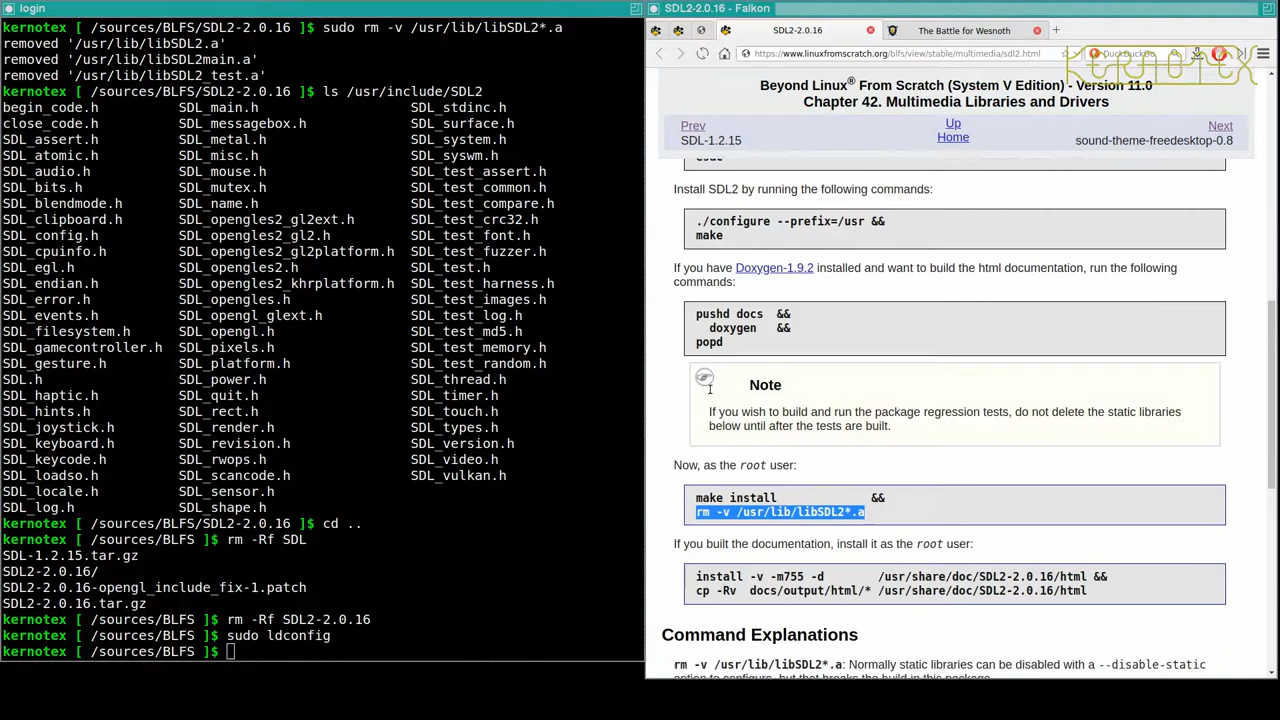 login
kernotex [ /sources/BLFS/SDL2-2.0.16 ]$ sudo rm -v /usr/lib/libSDL2*.a
removed '/usr/lib/libSDL2.a'
removed '/usr/lib/libSDL2main.a'
removed '/usr/lib/libSDL2_test.a'
kernotex [ /sources/BLFS/SDL2-2.0.16 ]$ ls /usr/include/SDL2
begin_code.h SDL_main.h SDL_stdinc.h
close_code.h SDL_messagebox.h SDL_surface.h
SDL_assert.h SDL_metal.h SDL_system.h
SDL_atomic.h SDL_misc.h SDL_syswm.h
SDL_audio.h SDL_mouse.h SDL_test_assert.h
SDL_bits.h SDL_mutex.h SDL_test_common.h
SDL_blendmode.h SDL_name.h SDL_test_compare.h
SDL_clipboard.h SDL_opengles2_gl2ext.h SDL_test_crc32.h
SDL_config.h SDL_opengles2_gl2.h SDL_test_font.h
SDL_cpuinfo.h SDL_opengles2_gl2platform.h SDL_test_fuzzer.h
SDL_egl.h SDL_opengles2.h SDL_test.h
SDL_endian.h SDL_opengles2_khrplatform.h SDL_test_harness.h
SDL_error.h SDL_opengles.h SDL_test_images.h
SDL_events.h SDL_opengl_glext.h SDL_test_log.h
SDL_filesystem.h SDL_opengl.h SDL_test_md5.h
SDL_gamecontroller.h SDL_pixels.h SDL_test_memory.h
SDL_gesture.h SDL_platform.h SDL_test_random.h
SDL.h SDL_power.h SDL_thread.h
SDL_haptic.h SDL_quit.h SDL_timer.h
SDL_hints.h SDL_rect.h SDL_touch.h
SDL_joystick.h SDL_render.h SDL_types.h
SDL_keyboard.h SDL_revision.h SDL_version.h
SDL_keycode.h SDL_rwops.h SDL_video.h
SDL_loadso.h SDL_scancode.h SDL_vulkan.h
SDL_locale.h SDL_sensor.h
SDL_log.h SDL_shape.h
kernotex [ /sources/BLFS/SDL2-2.0.16 ]$ cd ..
kernotex [ /sources/BLFS ]$ rm -Rf SDL
SDL-1.2.15.tar.gz
SDL2-2.0.16/
SDL2-2.0.16-opengl_include_fix-1.patch
SDL2-2.0.16.tar.gz
kernotex [ /sources/BLFS ]$ rm -Rf SDL2-2.0.16
kernotex [ /sources/BLFS ]$ sudo ldconfig
kernotex [ /sources/BLFS ]$
SDL2-2.0.16 - Falkon
SDL2-2.0.16 The Battle for Wesnoth
https://www.linuxfromscratch.org/blfs/view/stable/multimedia/sdl2.html DuckDuckGo
KERNOTEX
Beyond Linux® From Scratch (System V Edition) - Version 11.0
Chapter 42. Multimedia Libraries and Drivers
Prev Up Next
SDL-1.2.15 Home sound-theme-freedesktop-0.8
Install SDL2 by running the following commands:
./configure --prefix=/usr &&
make
If you have Doxygen-1.9.2 installed and want to build the html documentation, run the following
commands:
pushd docs &&
doxygen &&
popd
Note
If you wish to build and run the package regression tests, do not delete the static libraries
below until after the tests are built.
Now, as the root user:
make install &&
rm -v /usr/lib/libSDL2*.a
If you built the documentation, install it as the root user:
install -v -m755 -d /usr/share/doc/SDL2-2.0.16/html &&
cp -Rv docs/output/html/* /usr/share/doc/SDL2-2.0.16/html
Command Explanations
rm -v /usr/lib/libSDL2*.a: Normally static libraries can be disabled with a --disable-static
option to configure, but that breaks the build in this package.